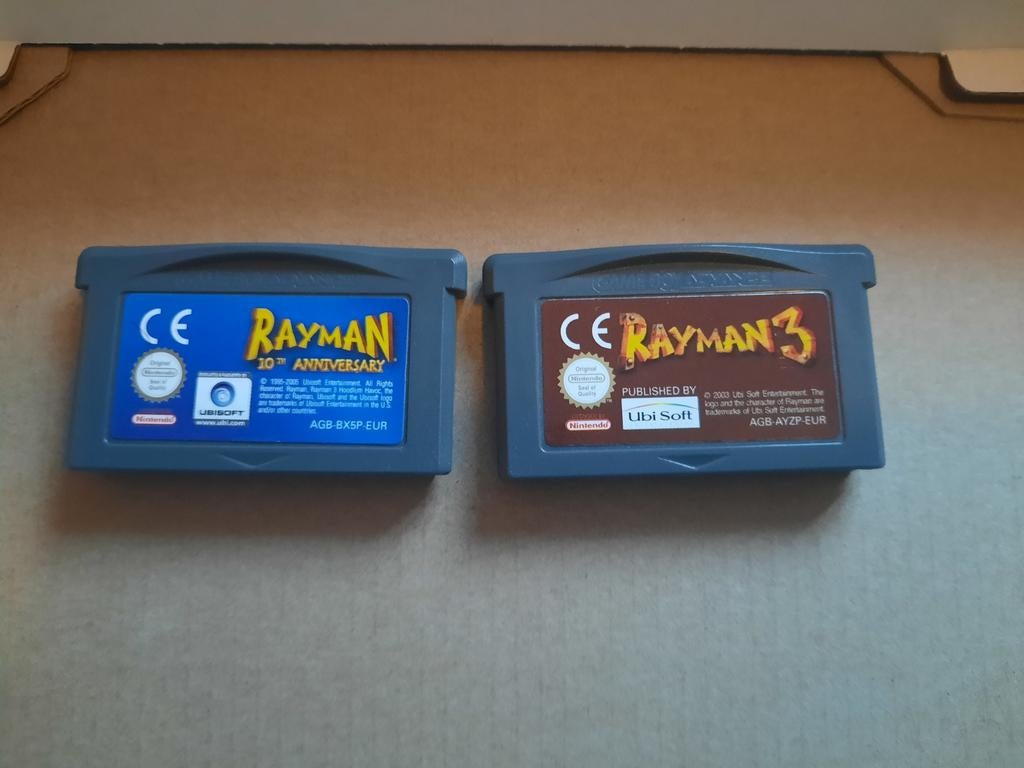 GAME BOY ADVANCE
CE
RAYMAN
10TH ANNIVERSARY
Original
Nintendo
Seal of
Quality
© 1995-2005 Ubisoft Entertainment. All Rights
Reserved. Rayman, Rayman 3 Hoodlum Havoc, the
character of Rayman, Ubisoft and the Ubisoft logo
are trademarks of Ubisoft Entertainment in the U.S.
and/or other countries.
UBISOFT
www.ubi.com
Nintendo
AGB-BX5P-EUR
GAME BOY ADVANCE
CE
RAYMAN 3
Original
Nintendo
Seal of
Quality
PUBLISHED BY
Ubi Soft
© 2003 Ubi Soft Entertainment. The
logo and the character of Rayman are
trademarks of Ubi Soft Entertainment.
Nintendo
AGB-AYZP-EUR